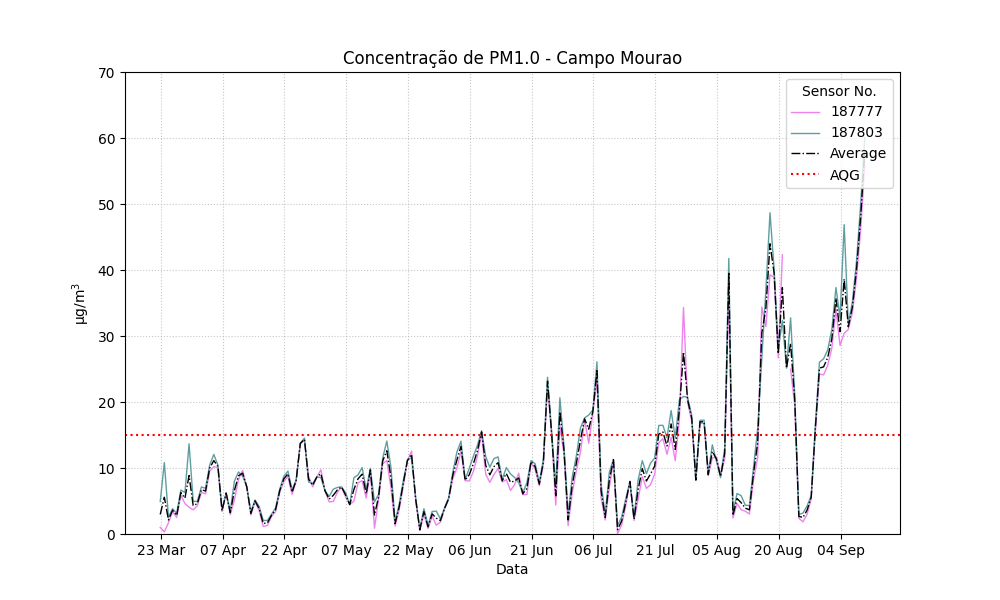 Concentração de PM1.0 - Campo Mourao
70
60
50
40
30
20
10
0
µg/m³
23 Mar
07 Apr
22 Apr
07 May
22 May
06 Jun
21 Jun
06 Jul
21 Jul
05 Aug
20 Aug
04 Sep
Data
Sensor No.
187777
187803
Average
AQG